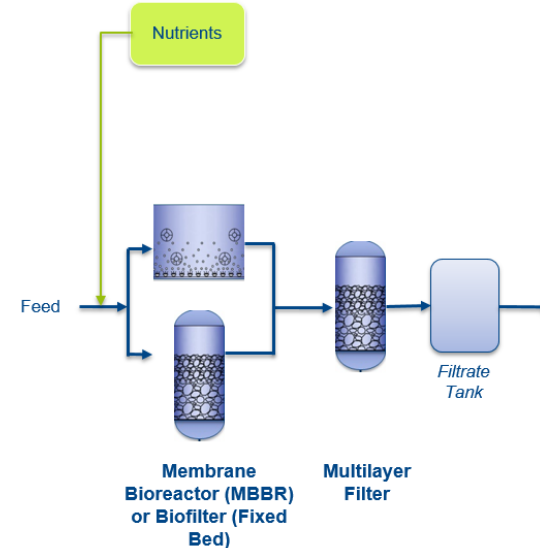 Nutrients
Feed
Filtrate
Tank
Membrane
Bioreactor (MBBR)
or Biofilter (Fixed
Bed)
Multilayer
Filter